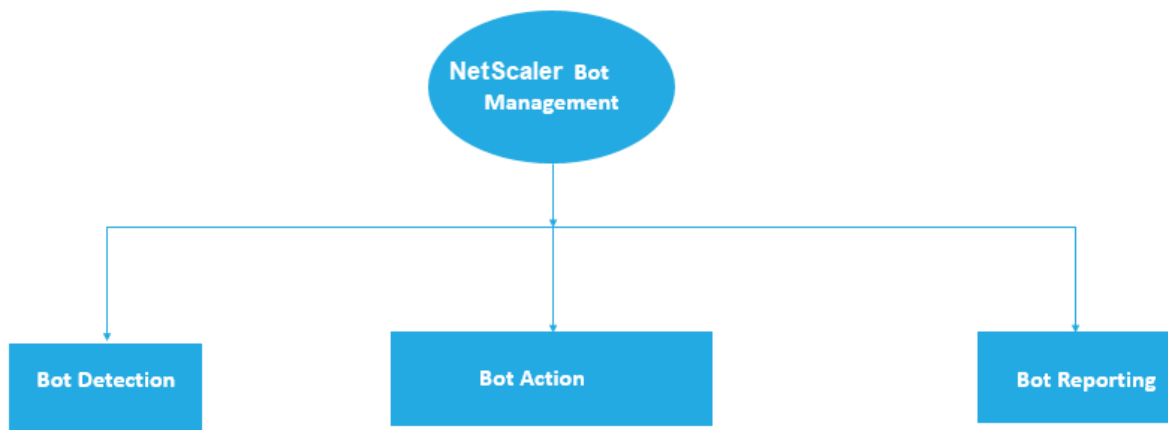 NetScaler Bot
Management
Bot Detection
Bot Action
Bot Reporting